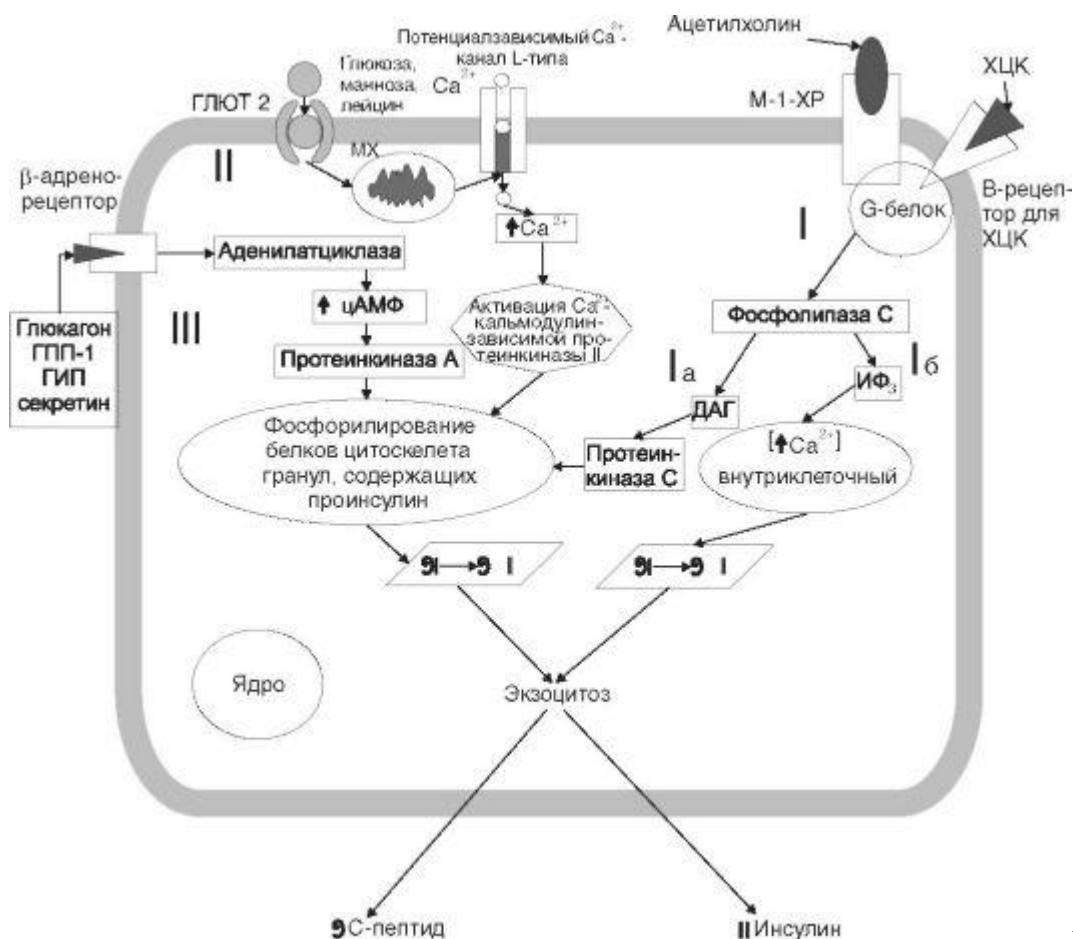 Потенциалзависимый Ca²⁺-
канал L-типа
Ацетилхолин
Глюкоза,
манноза,
лейцин
Ca²⁺
ХЦК
ГЛЮТ 2
М-1-ХР
II
МХ
β-адрено-
рецептор
G-белок
В-рецеп-
тор для
ХЦК
I
Ca²⁺
Аденилатциклаза
III
цАМФ
Активация Ca²⁺-
кальмодулин-
зависимой про-
теинкиназы II
Фосфолипаза С
Глюкагон
ГПП-1
ГИП
секретин
Протеинкиназа А
Iа
Iб
ДАГ
ИФ₃
Фосфорилирование
белков цитоскелета
гранул, содержащих
проинсулин
Протеин-
киназа С
[Ca²⁺]
внутриклеточный
Ядро
Экзоцитоз
С-пептид
Инсулин